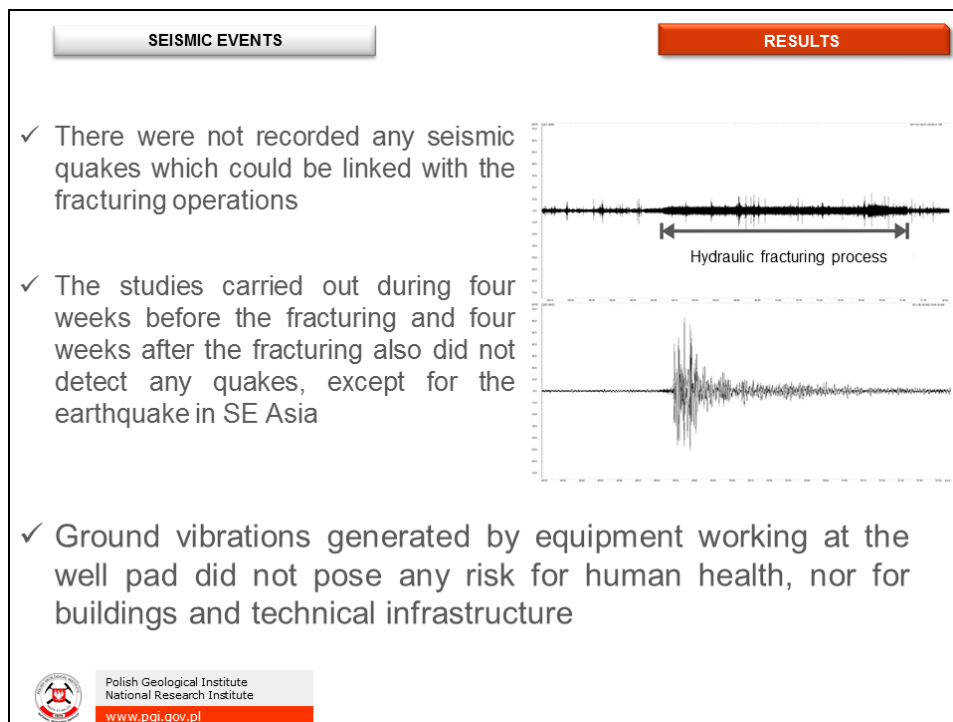 SEISMIC EVENTS
RESULTS
✓ There were not recorded any seismic
quakes which could be linked with the
fracturing operations
Hydraulic fracturing process
✓ The studies carried out during four
weeks before the fracturing and four
weeks after the fracturing also did not
detect any quakes, except for the
earthquake in SE Asia
✓ Ground vibrations generated by equipment working at the
well pad did not pose any risk for human health, nor for
buildings and technical infrastructure
Polish Geological Institute
National Research Institute
www.pgi.gov.pl